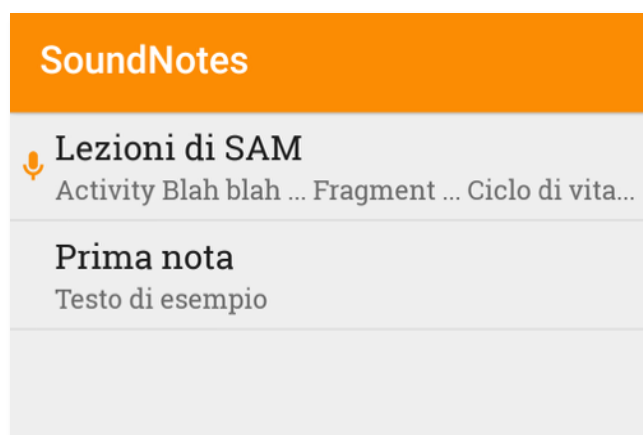 SoundNotes
Lezioni di SAM
Activity Blah blah ... Fragment ... Ciclo di vita...
Prima nota
Testo di esempio